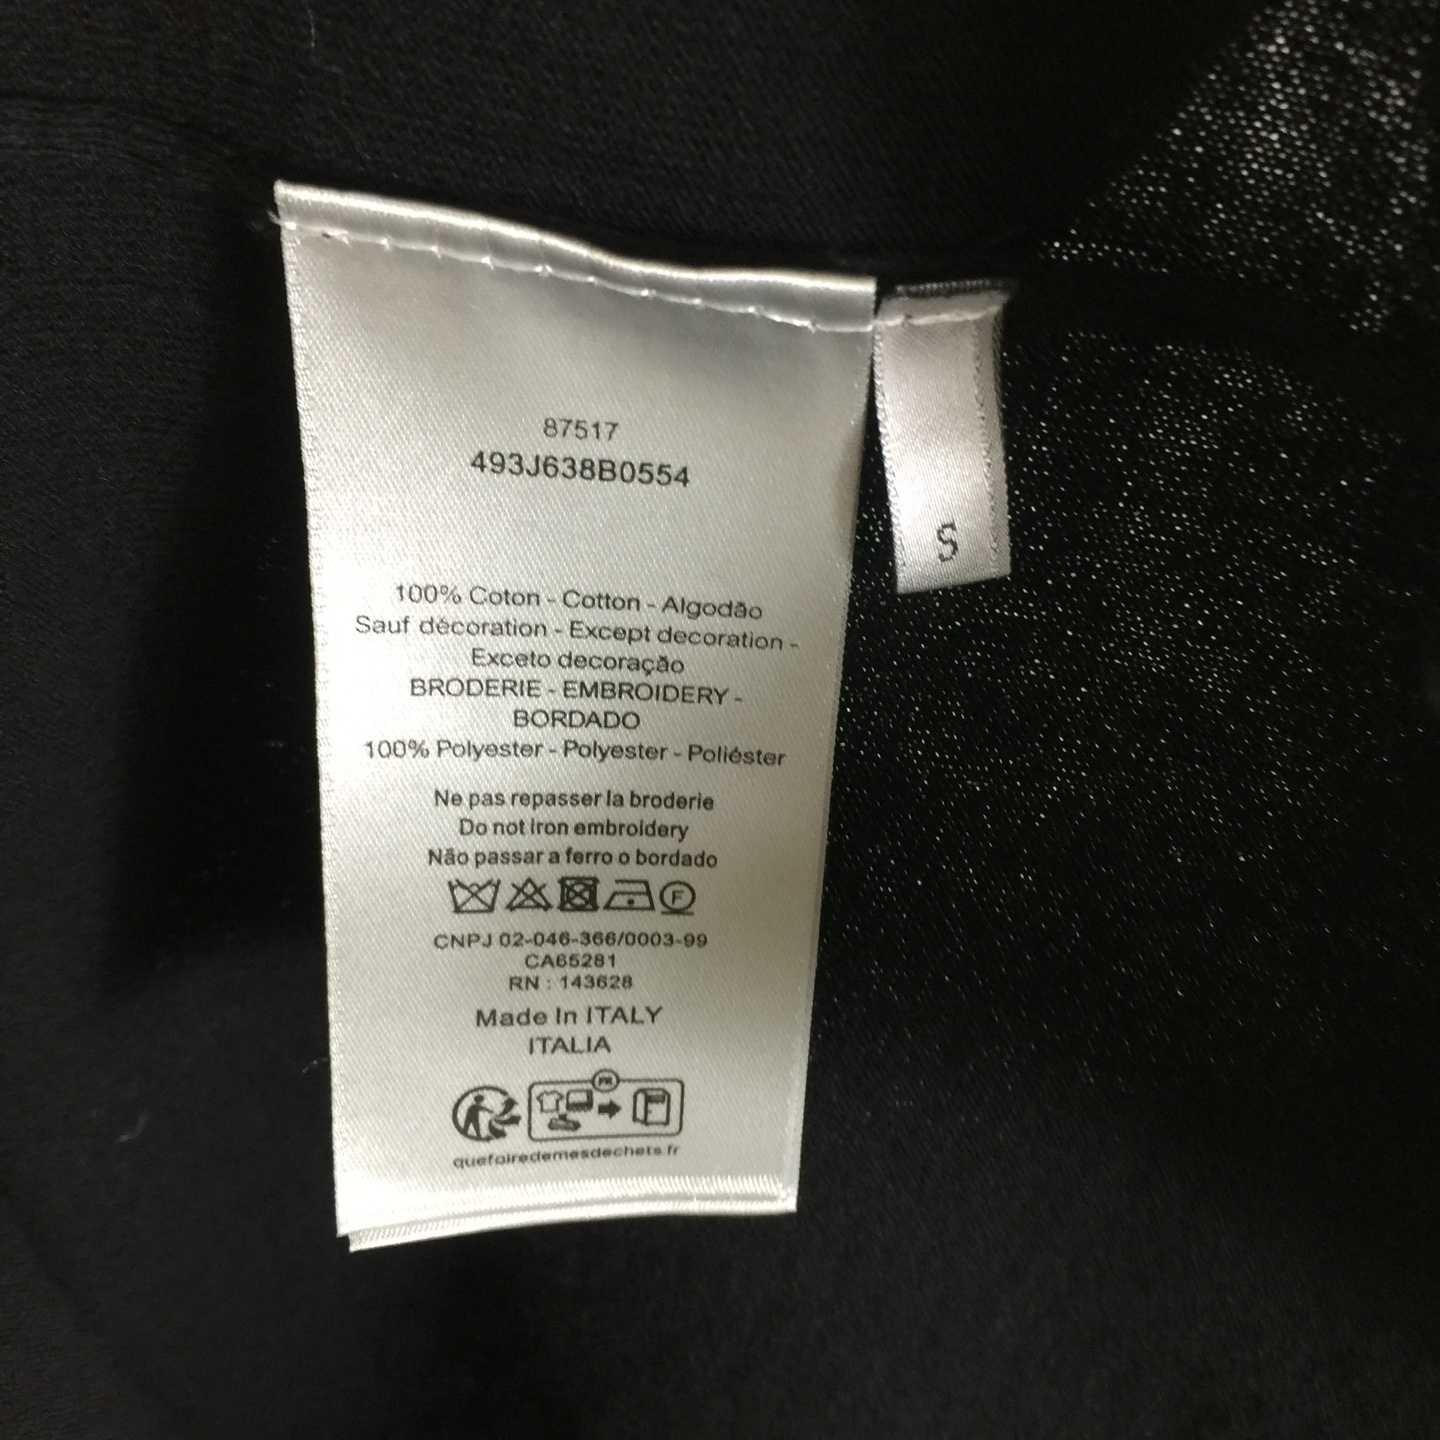 87517
493J638B0554
S
100% Coton - Cotton - Algodão
Sauf décoration - Except decoration -
Exceto decoração
BRODERIE - EMBROIDERY -
BORDADO
100% Polyester - Polyester - Poliéster
Ne pas repasser la broderie
Do not iron embroidery
Não passar a ferro o bordado
F
CNPJ 02-046-366/0003-99
CA65281
RN : 143628
Made In ITALY
ITALIA
FR
quefairedemesdechets.fr